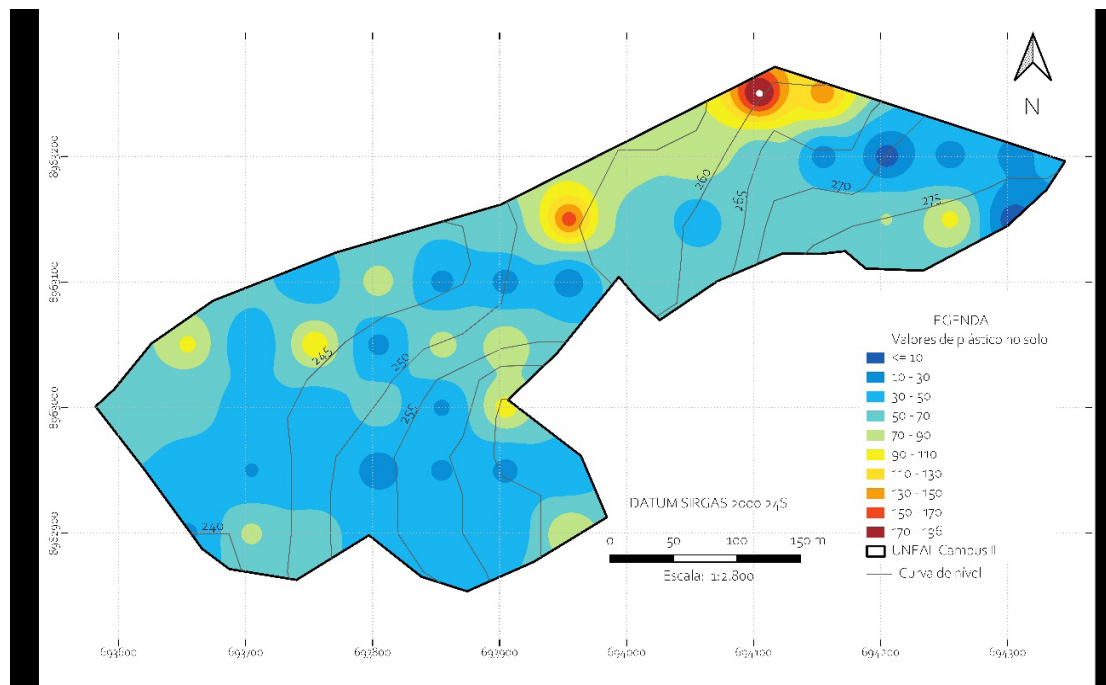 N
8963200
260
265
270
275
8963100
245
250
255
8963000
240
8962900
EGENDA
Valores de plástico no solo
<= 10
10 - 30
30 - 50
50 - 70
70 - 90
90 - 110
110 - 130
130 - 150
150 - 170
170 - 196
UNEAL Campus II
Curva de nível
DATUM SIRGAS 2000 24S
0 50 100 150 m
Escala: 1:2.800
693600 693700 693800 693900 694000 694100 694200 694300